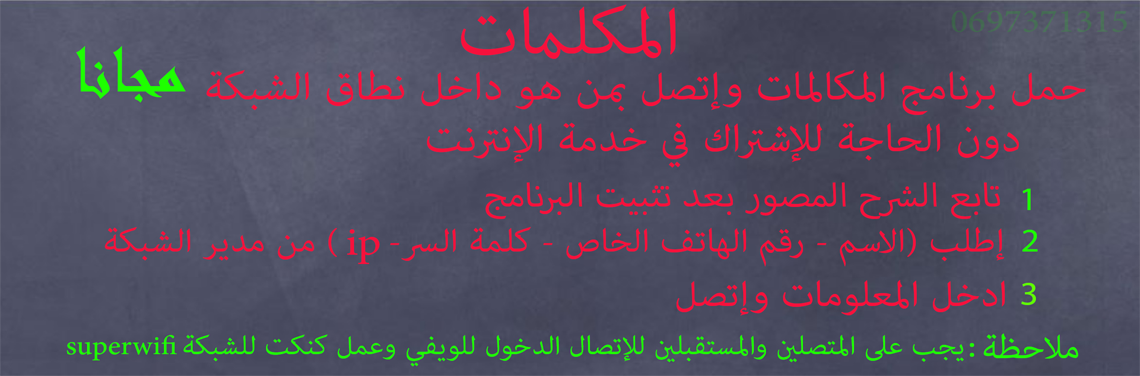 0697371315
المكلمات
حمل برنامج المكالمات وإتصل بمن هو داخل نطاق الشبكة مجانا
دون الحاجة للإشتراك في خدمة الإنترنت
1 تابع الشرح المصور بعد تثبيت البرنامج
2 إطلب (الاسم - رقم الهاتف الخاص - كلمة السر - ip ) من مدير الشبكة
3 ادخل المعلومات وإتصل
ملاحظة : يجب على المتصلين والمستقبلين للإتصال الدخول للويفي وعمل كنكت للشبكة superwifi